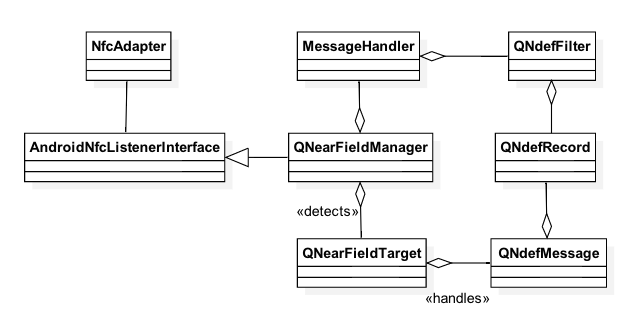 NfcAdapter
MessageHandler
QNdefFilter
AndroidNfcListenerInterface
QNearFieldManager
QNdefRecord
«detects»
QNearFieldTarget
QNdefMessage
«handles»